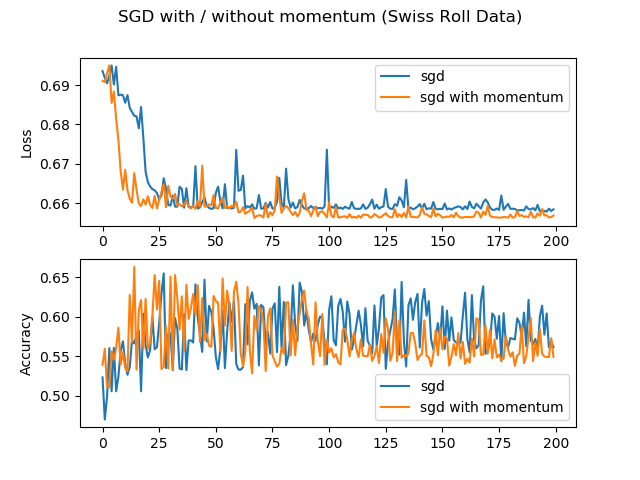 SGD with / without momentum (Swiss Roll Data)
Loss
0.69
0.68
0.67
0.66
sgd
sgd with momentum
0 25 50 75 100 125 150 175 200
Accuracy
0.65
0.60
0.55
0.50
sgd
sgd with momentum
0 25 50 75 100 125 150 175 200